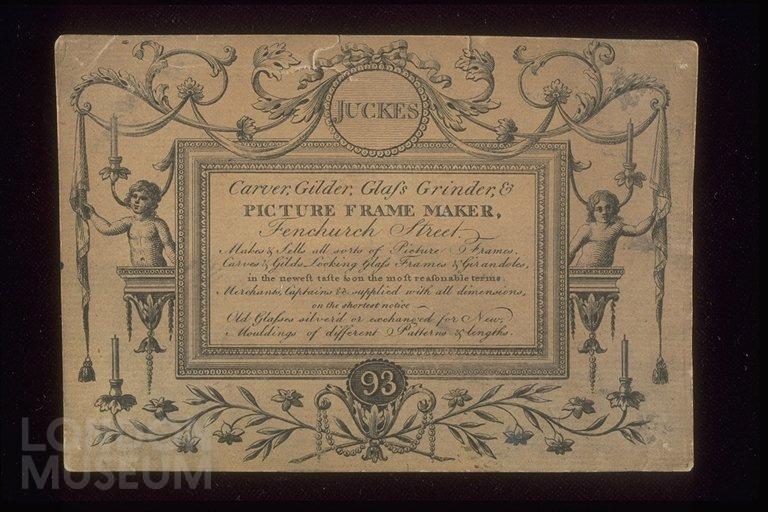 JUCKES
Carver, Gilder, Glaſs Grinder, &
PICTURE FRAME MAKER,
Fenchurch Street.
Makes & Sells all sorts of Picture Frames.
Carves & Gilds Looking Glaſs Frames & Girandoles,
in the neweſt taste & on the moſt reaſonable terms.
Merchants, Captains &c supplied with all dimensions,
on the shortest notice
Old Glaſses silver'd or exchanged for New,
Mouldings of different Patterns & lengths.
93
LONDON
MUSEUM